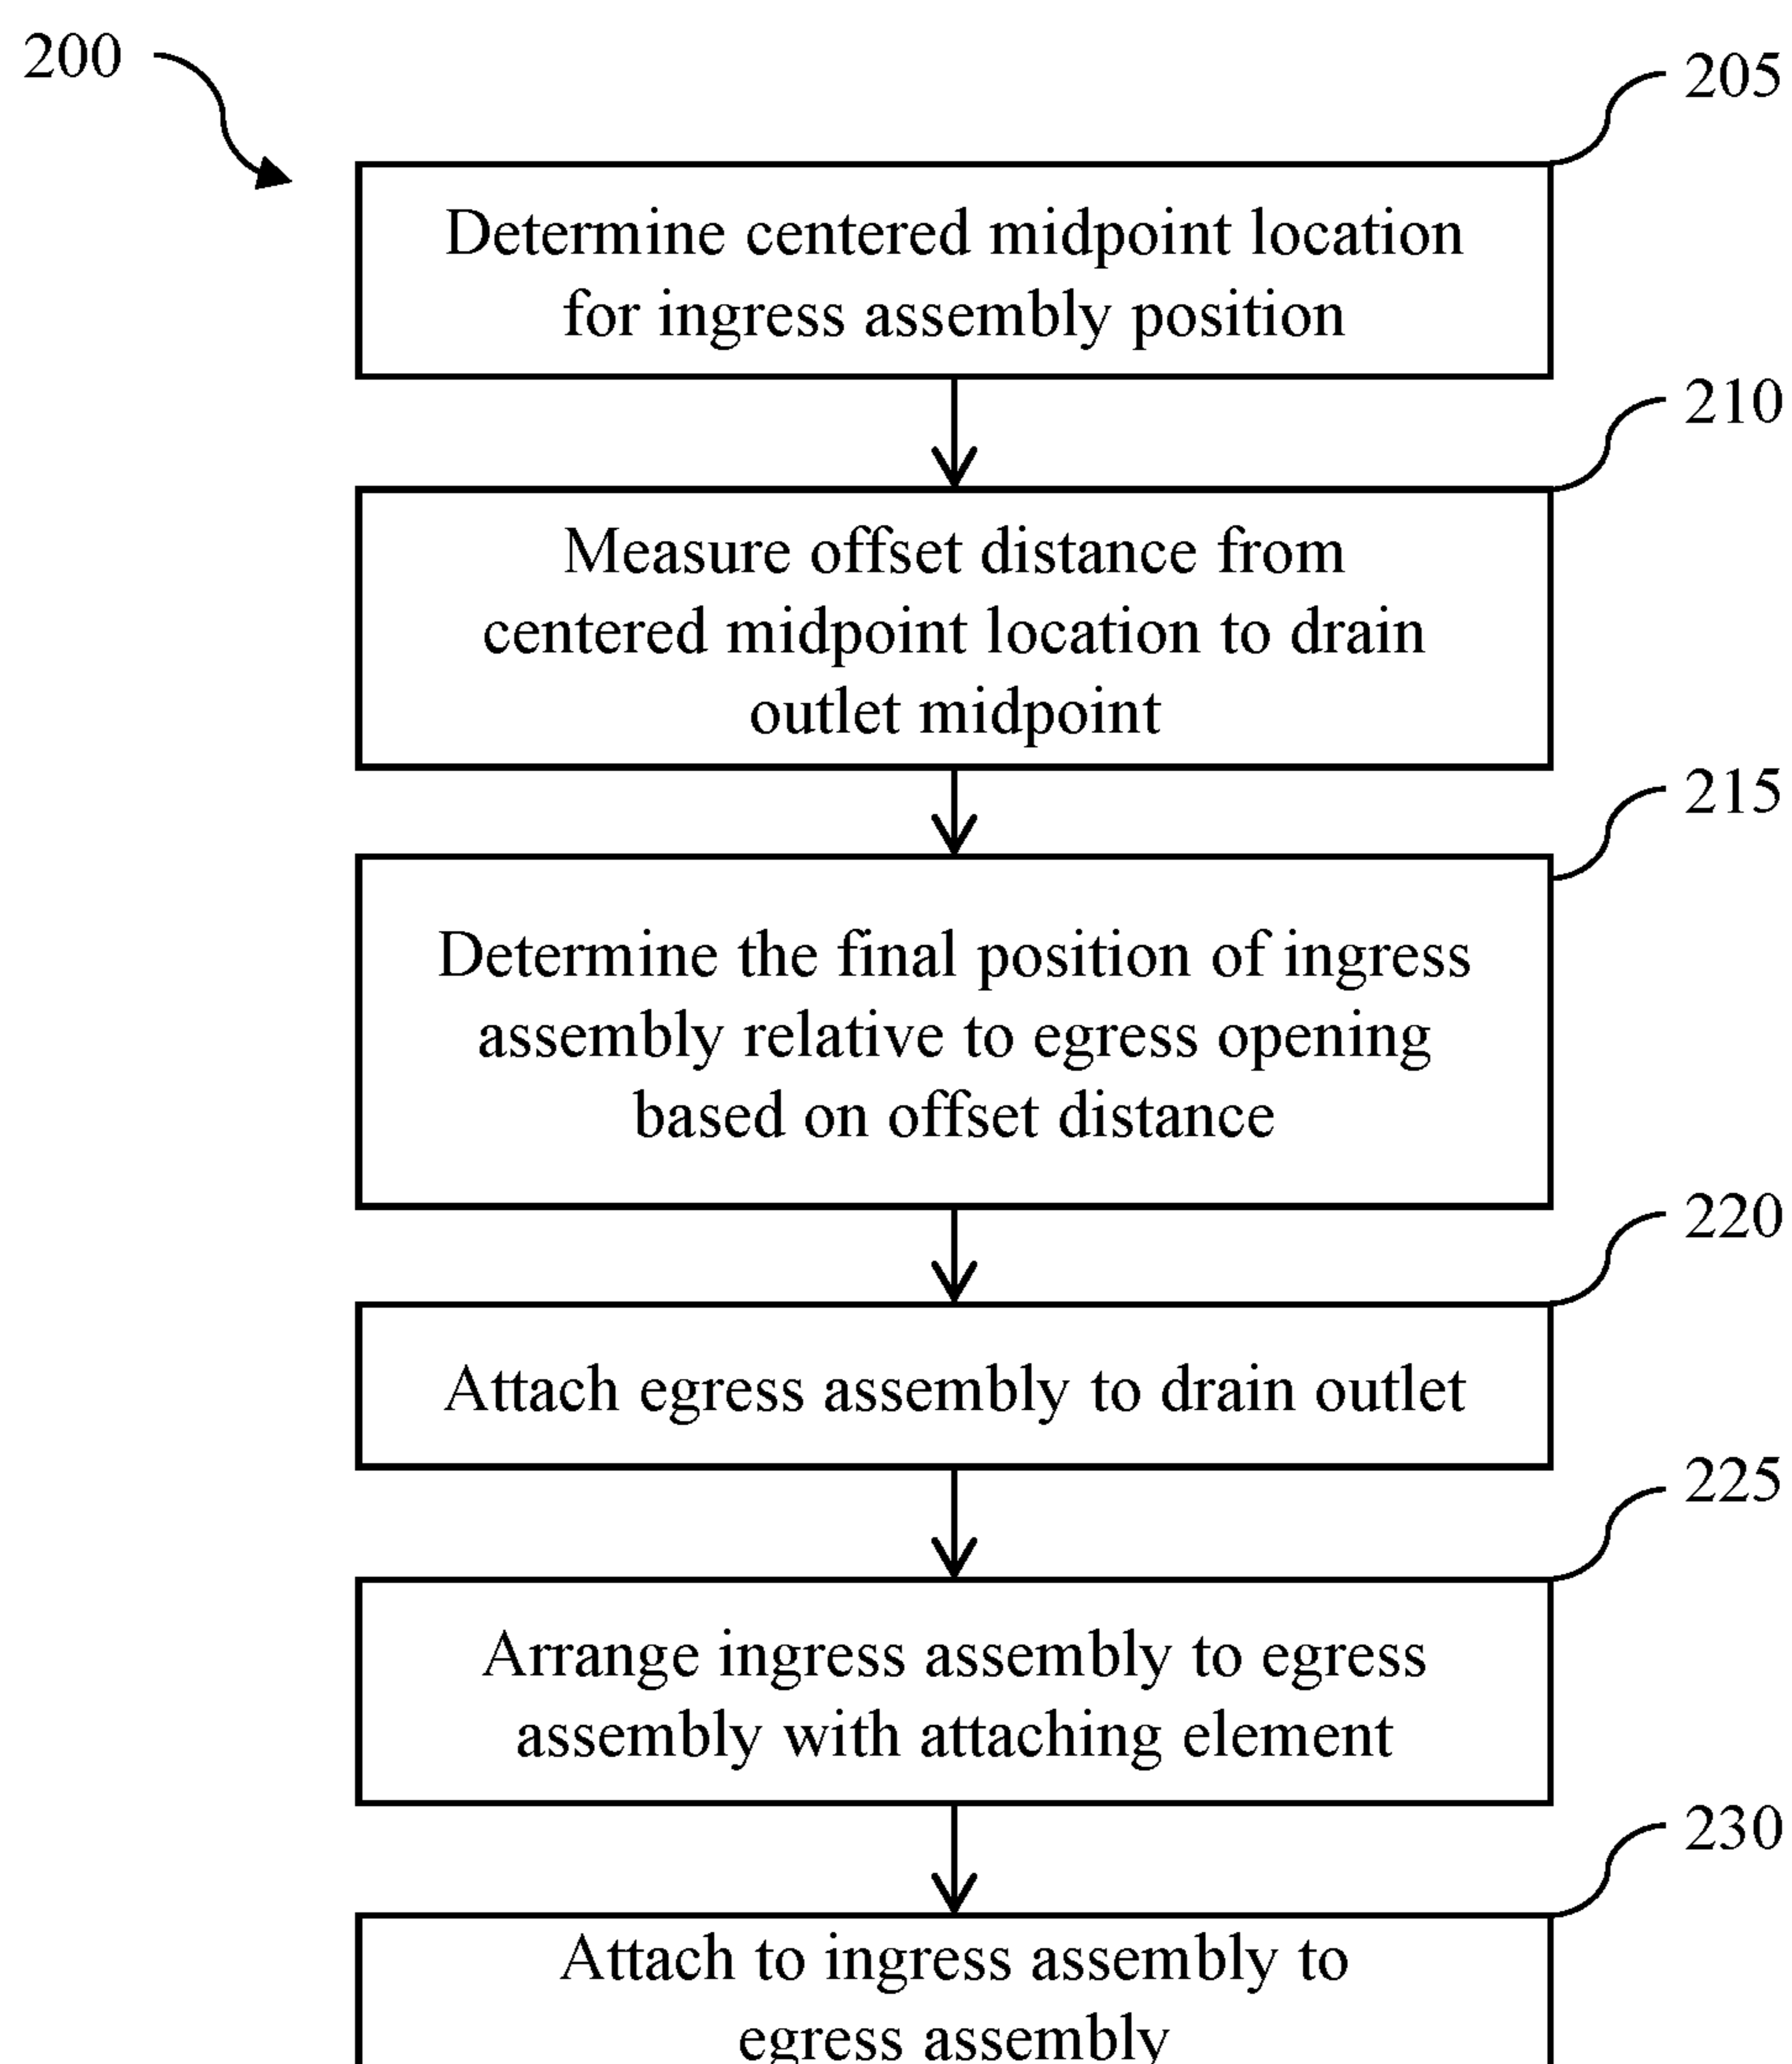 200
205
Determine centered midpoint location
for ingress assembly position
210
Measure offset distance from
centered midpoint location to drain
outlet midpoint
215
Determine the final position of ingress
assembly relative to egress opening
based on offset distance
220
Attach egress assembly to drain outlet
225
Arrange ingress assembly to egress
assembly with attaching element
230
Attach to ingress assembly to
egress assembly